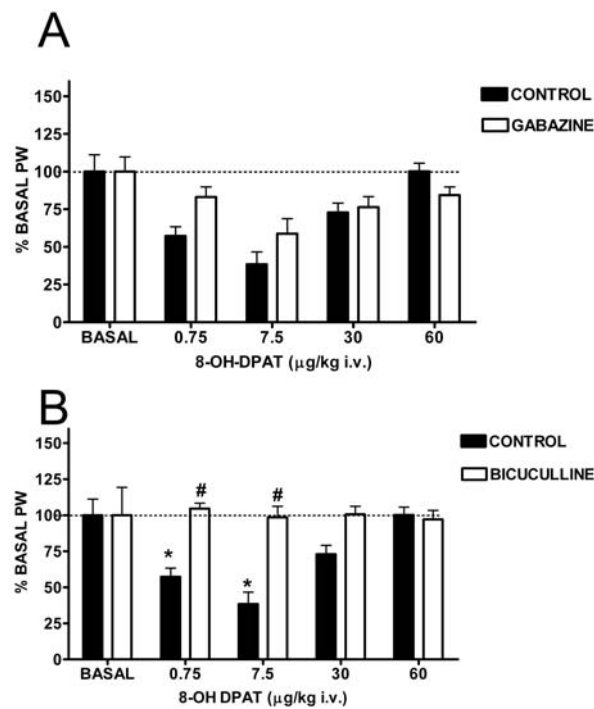 A
CONTROL
GABAZINE
% BASAL PW
150
125
100
75
50
25
0
BASAL 0.75 7.5 30 60
8-OH-DPAT (μg/kg i.v.)
B
CONTROL
BICUCULLINE
% BASAL PW
150
125
100
75
50
25
0
# #
* *
BASAL 0.75 7.5 30 60
8-OH DPAT (μg/kg i.v.)